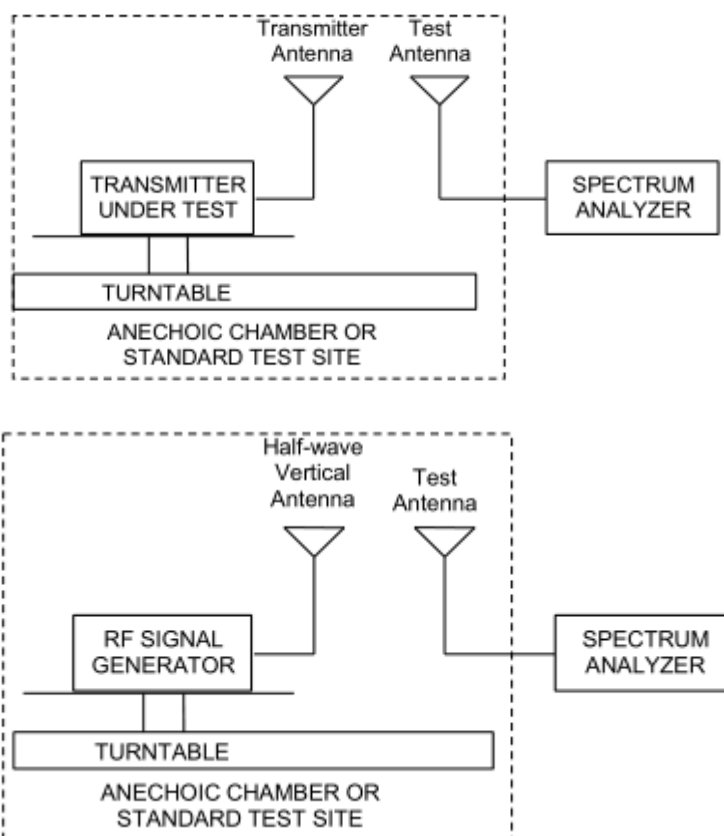 Transmitter
Antenna
Test
Antenna
TRANSMITTER
UNDER TEST
SPECTRUM
ANALYZER
TURNTABLE
ANECHOIC CHAMBER OR
STANDARD TEST SITE
Half-wave
Vertical
Antenna
Test
Antenna
RF SIGNAL
GENERATOR
SPECTRUM
ANALYZER
TURNTABLE
ANECHOIC CHAMBER OR
STANDARD TEST SITE